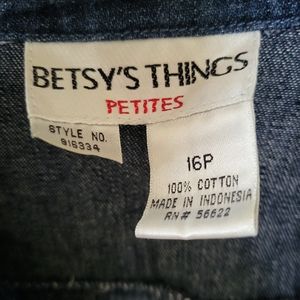 BETSY'S THINGS
PETITES
STYLE NO.
916334
16P
100% COTTON
MADE IN INDONESIA
RN# 56622